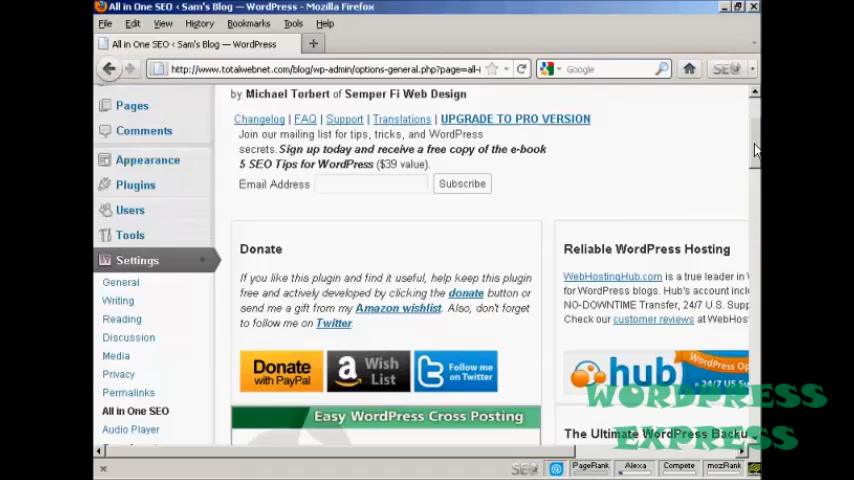 All in One SEO ‹ Sam's Blog — WordPress - Mozilla Firefox
File Edit View History Bookmarks Tools Help
All in One SEO ‹ Sam's Blog — WordPress
http://www.totalwebnet.com/blog/wp-admin/options-general.php?page=all-i
Google
SEO
Pages
Comments
Appearance
Plugins
Users
Tools
Settings
General
Writing
Reading
Discussion
Media
Privacy
Permalinks
All in One SEO
Audio Player
by Michael Torbert of Semper Fi Web Design
Changelog | FAQ | Support | Translations | UPGRADE TO PRO VERSION
Join our mailing list for tips, tricks, and WordPress
secrets. Sign up today and receive a free copy of the e-book
5 SEO Tips for WordPress ($39 value).
Email Address Subscribe
Donate
If you like this plugin and find it useful, help keep this plugin
free and actively developed by clicking the donate button or
send me a gift from my Amazon wishlist. Also, don't forget
to follow me on Twitter.
Donate
with PayPal
a Wish
List
Follow me
on Twitter
Easy WordPress Cross Posting
Reliable WordPress Hosting
WebHostingHub.com is a true leader in
for WordPress blogs. Hub's account inclu
NO-DOWNTIME Transfer, 24/7 U.S. Supp
Check our customer reviews at WebHos
hub
WordPress Op
24/7 US Su
The Ultimate WordPress Backu
WORDPRESS
EXPRESS
SEO PageRank Alexa Compete mozRank